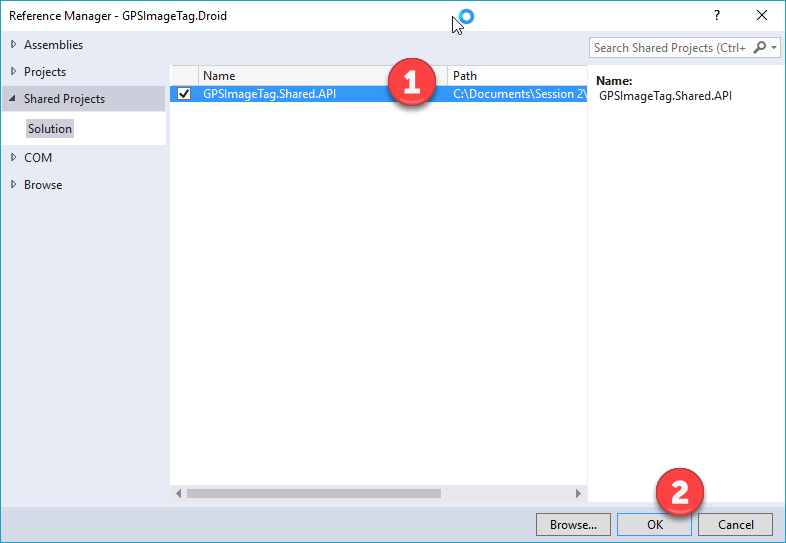 Reference Manager - GPSImageTag.Droid
?
Assemblies
Projects
Shared Projects
Solution
COM
Browse
Name
Path
GPSImageTag.Shared.API
C:\Documents\Session 2\
1
Search Shared Projects (Ctrl+
Name:
GPSImageTag.Shared.API
2
Browse...
OK
Cancel